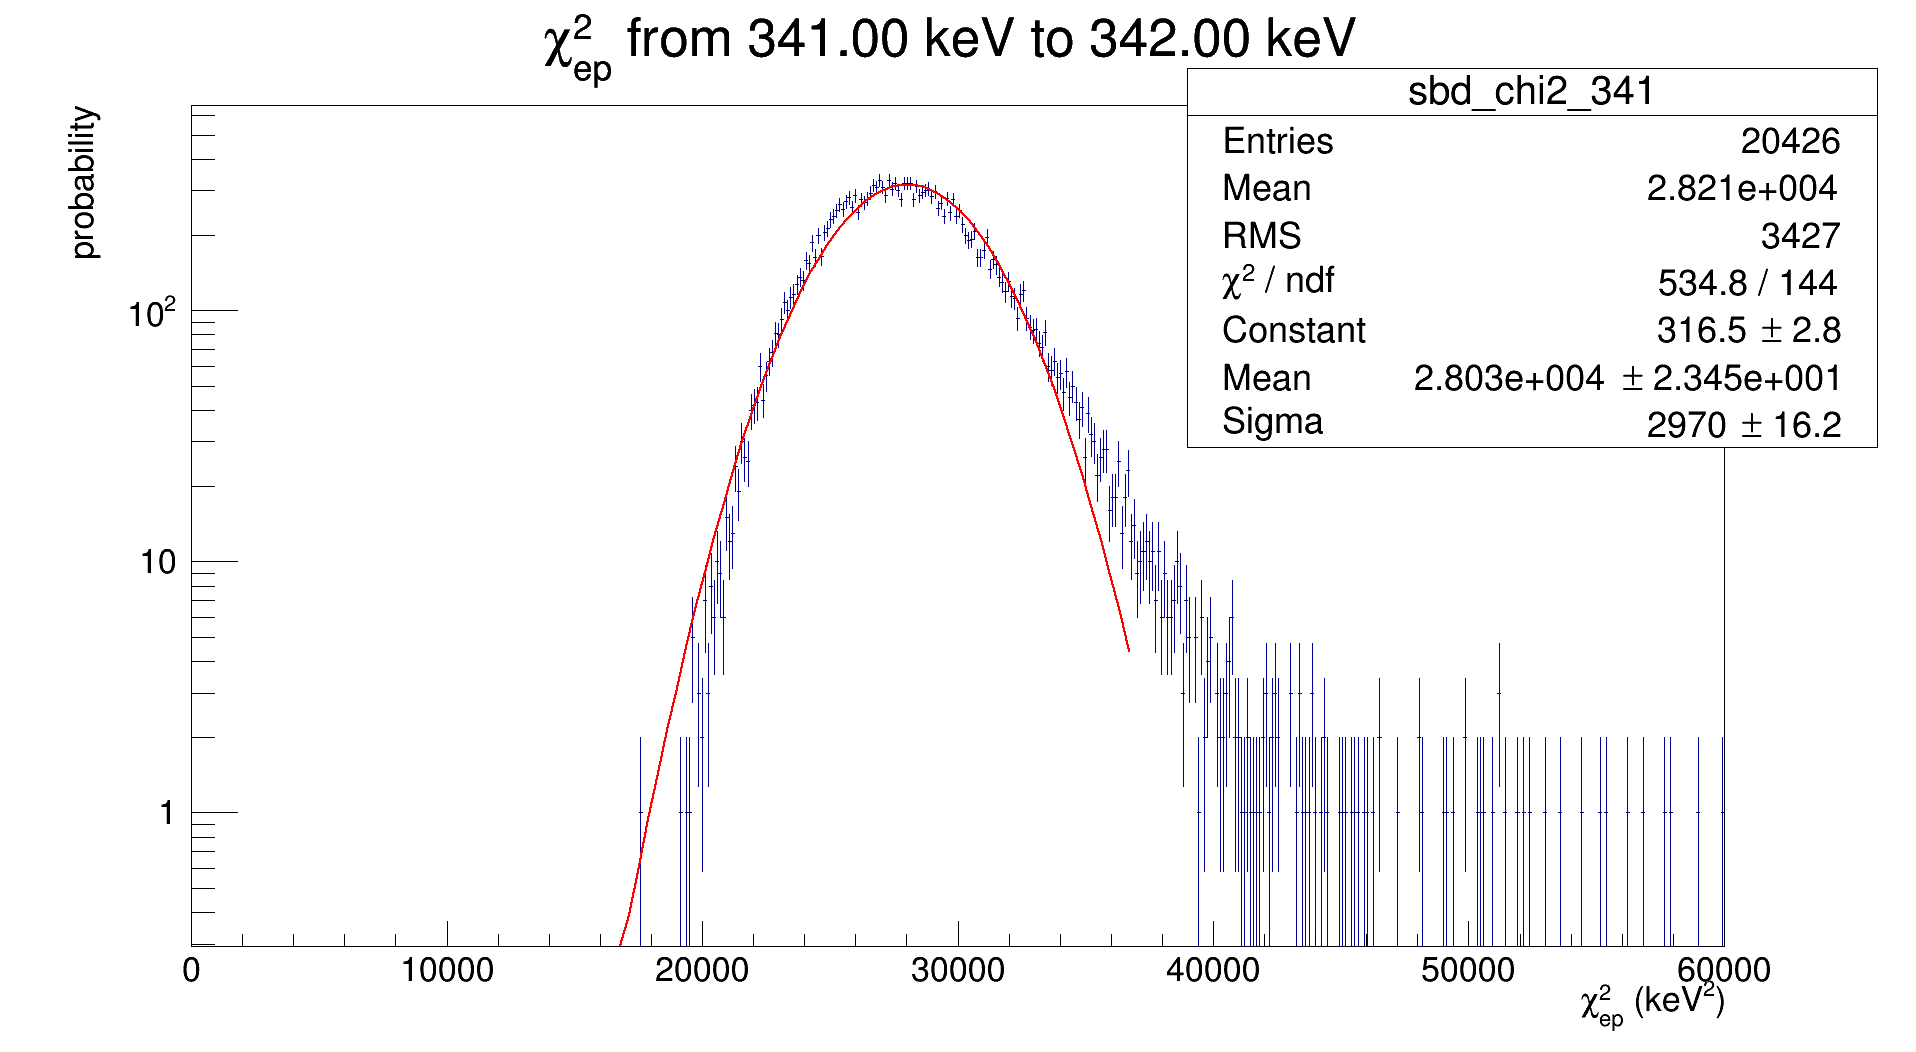 χ²ep from 341.00 keV to 342.00 keV
sbd_chi2_341
Entries 20426
Mean 2.821e+004
RMS 3427
χ² / ndf 534.8 / 144
Constant 316.5 ± 2.8
Mean 2.803e+004 ± 2.345e+001
Sigma 2970 ± 16.2
probability
10²
10
1
0 10000 20000 30000 40000 50000 60000
χ²ep (keV²)